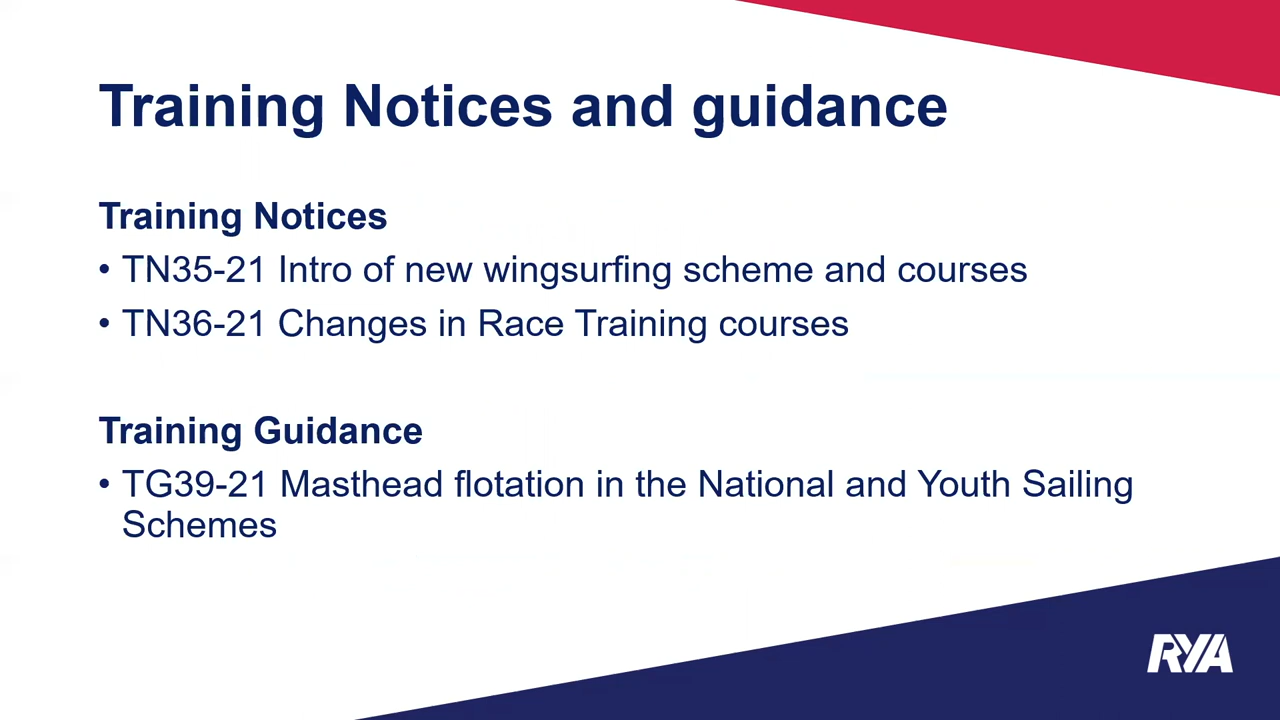 Training Notices and guidance
Training Notices
• TN35-21 Intro of new wingsurfing scheme and courses
• TN36-21 Changes in Race Training courses
Training Guidance
• TG39-21 Masthead flotation in the National and Youth Sailing
Schemes
RYA